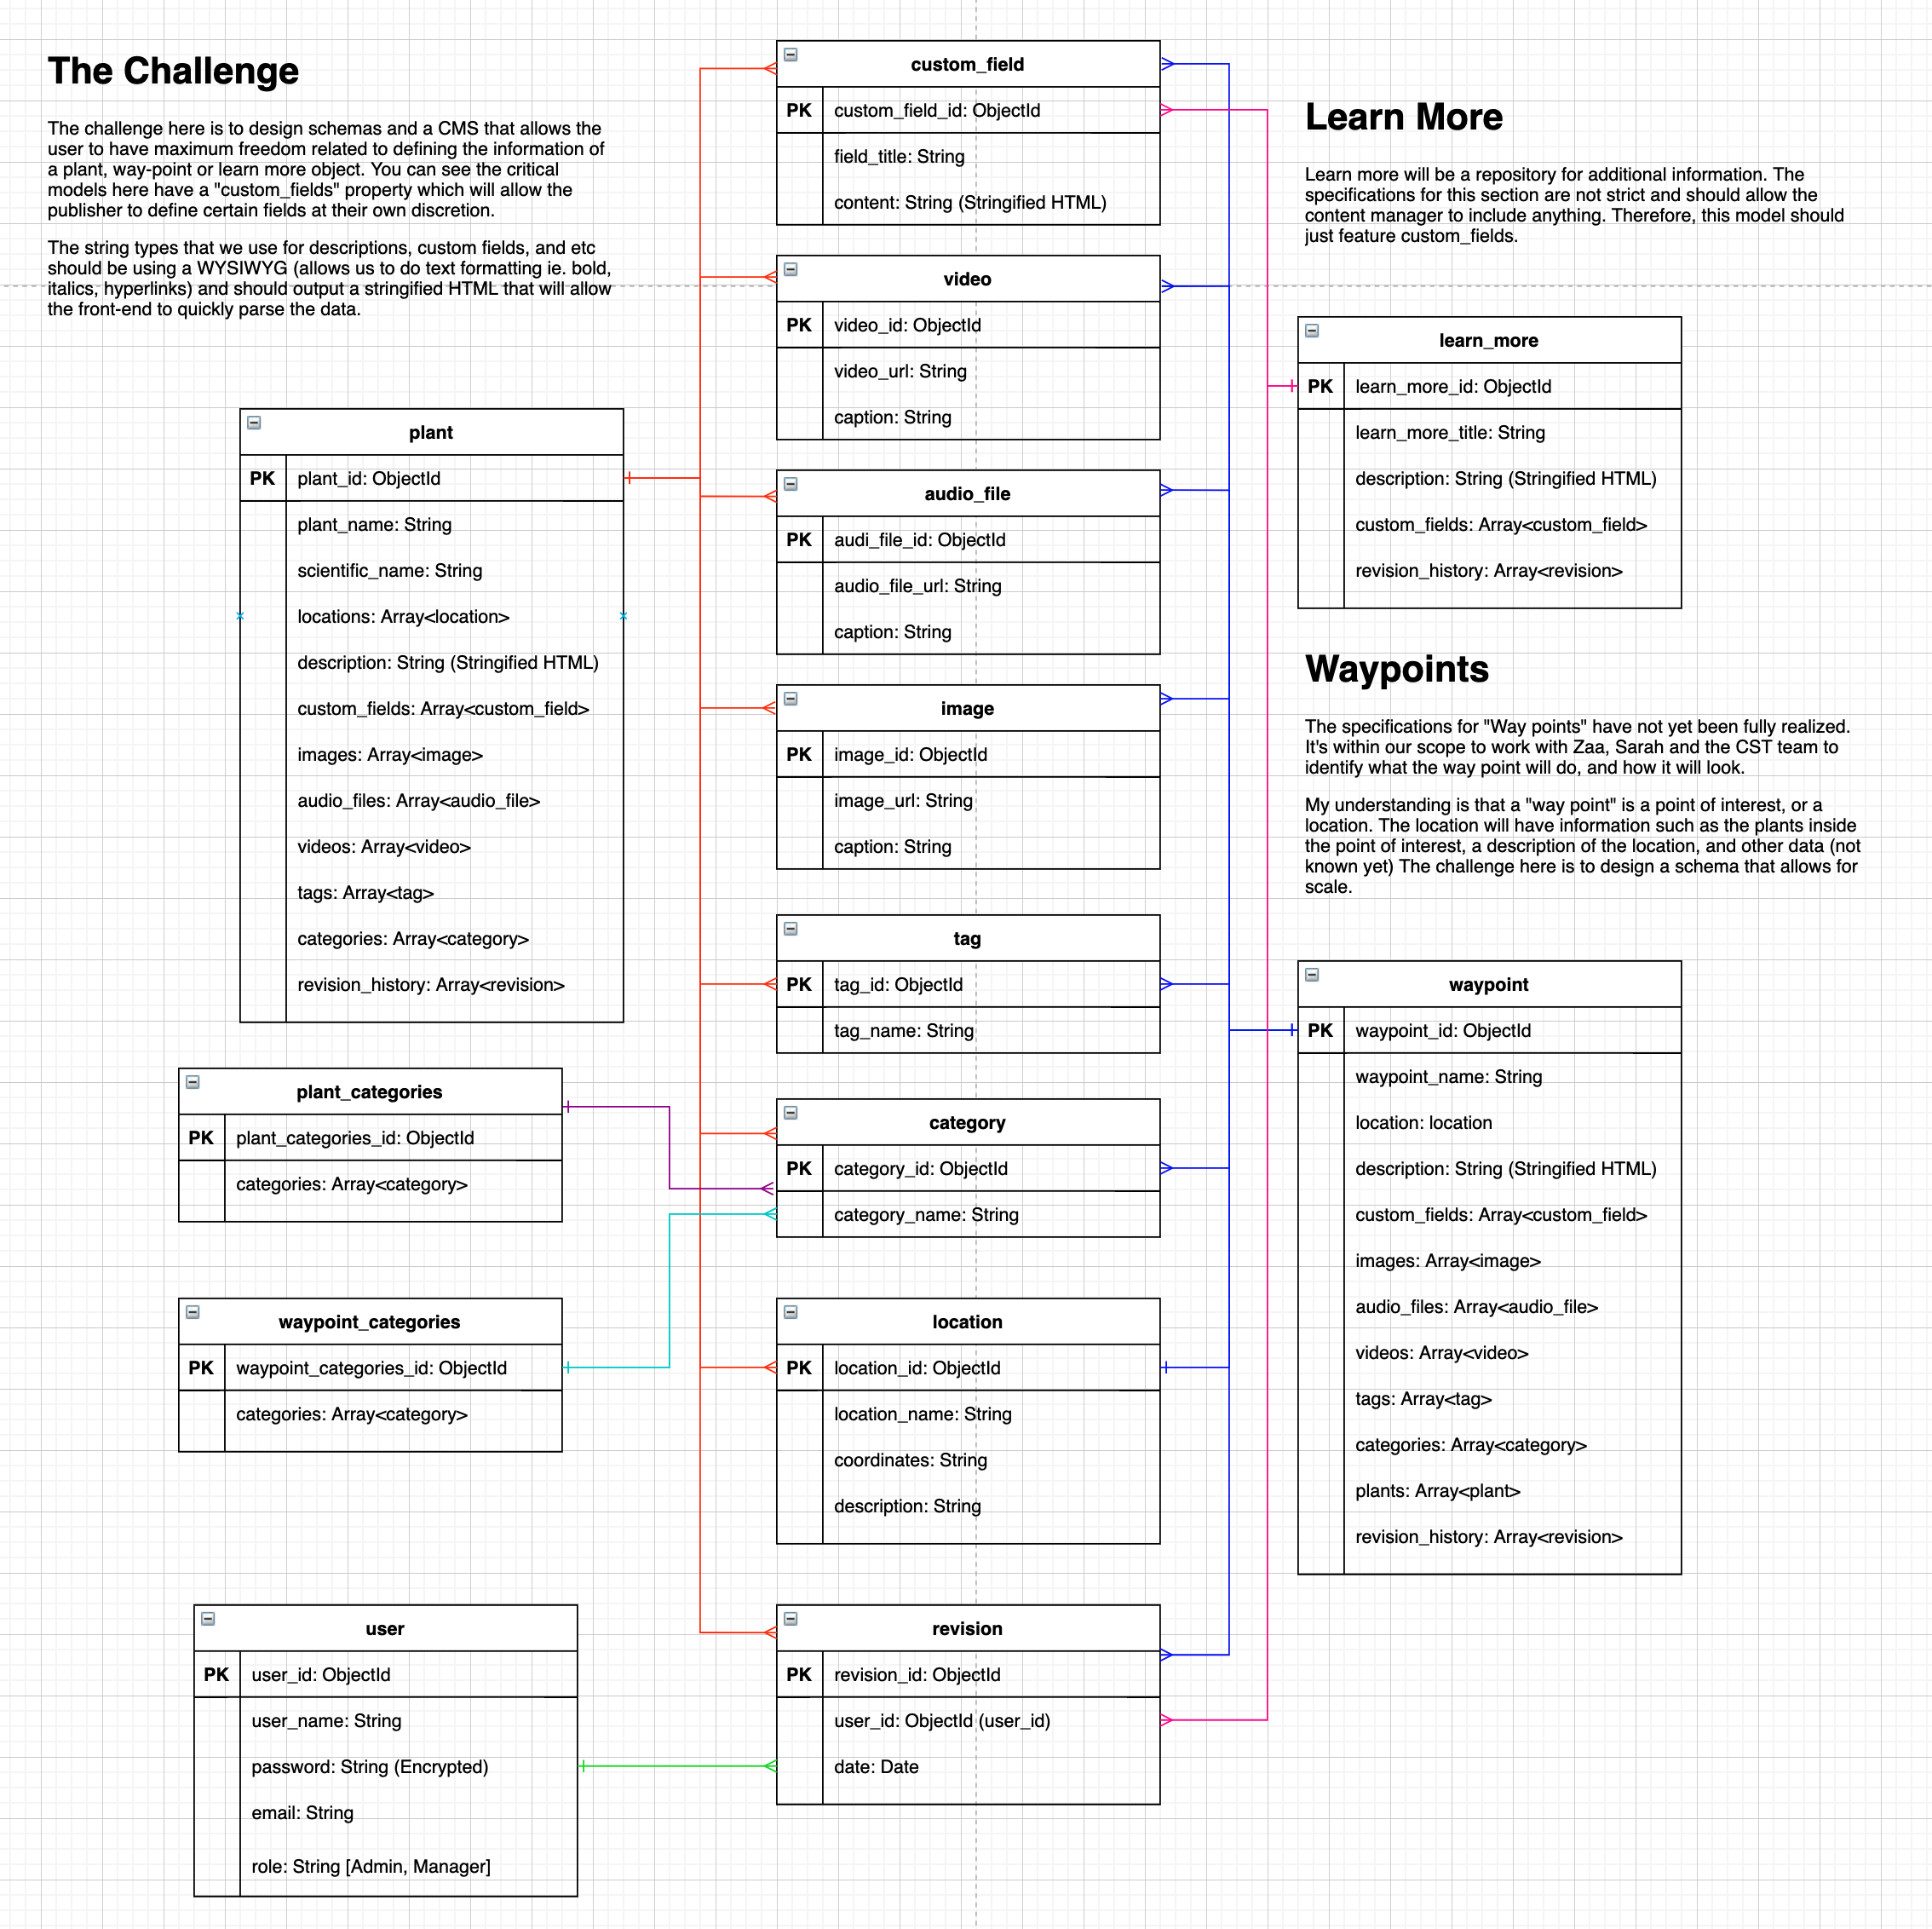 The Challenge
The challenge here is to design schemas and a CMS that allows the
user to have maximum freedom related to defining the information of
a plant, way-point or learn more object. You can see the critical
models here have a "custom_fields" property which will allow the
publisher to define certain fields at their own discretion.
The string types that we use for descriptions, custom fields, and etc
should be using a WYSIWYG (allows us to do text formatting ie. bold,
italics, hyperlinks) and should output a stringified HTML that will allow
the front-end to quickly parse the data.
plant
PK plant_id: ObjectId
plant_name: String
scientific_name: String
locations: Array<location>
description: String (Stringified HTML)
custom_fields: Array<custom_field>
images: Array<image>
audio_files: Array<audio_file>
videos: Array<video>
tags: Array<tag>
categories: Array<category>
revision_history: Array<revision>
plant_categories
PK plant_categories_id: ObjectId
categories: Array<category>
waypoint_categories
PK waypoint_categories_id: ObjectId
categories: Array<category>
user
PK user_id: ObjectId
user_name: String
password: String (Encrypted)
email: String
role: String [Admin, Manager]
custom_field
PK custom_field_id: ObjectId
field_title: String
content: String (Stringified HTML)
video
PK video_id: ObjectId
video_url: String
caption: String
audio_file
PK audi_file_id: ObjectId
audio_file_url: String
caption: String
image
PK image_id: ObjectId
image_url: String
caption: String
tag
PK tag_id: ObjectId
tag_name: String
category
PK category_id: ObjectId
category_name: String
location
PK location_id: ObjectId
location_name: String
coordinates: String
description: String
revision
PK revision_id: ObjectId
user_id: ObjectId (user_id)
date: Date
Learn More
Learn more will be a repository for additional information. The
specifications for this section are not strict and should allow the
content manager to include anything. Therefore, this model should
just feature custom_fields.
learn_more
PK learn_more_id: ObjectId
learn_more_title: String
description: String (Stringified HTML)
custom_fields: Array<custom_field>
revision_history: Array<revision>
Waypoints
The specifications for "Way points" have not yet been fully realized.
It's within our scope to work with Zaa, Sarah and the CST team to
identify what the way point will do, and how it will look.
My understanding is that a "way point" is a point of interest, or a
location. The location will have information such as the plants inside
the point of interest, a description of the location, and other data (not
known yet) The challenge here is to design a schema that allows for
scale.
waypoint
PK waypoint_id: ObjectId
waypoint_name: String
location: location
description: String (Stringified HTML)
custom_fields: Array<custom_field>
images: Array<image>
audio_files: Array<audio_file>
videos: Array<video>
tags: Array<tag>
categories: Array<category>
plants: Array<plant>
revision_history: Array<revision>